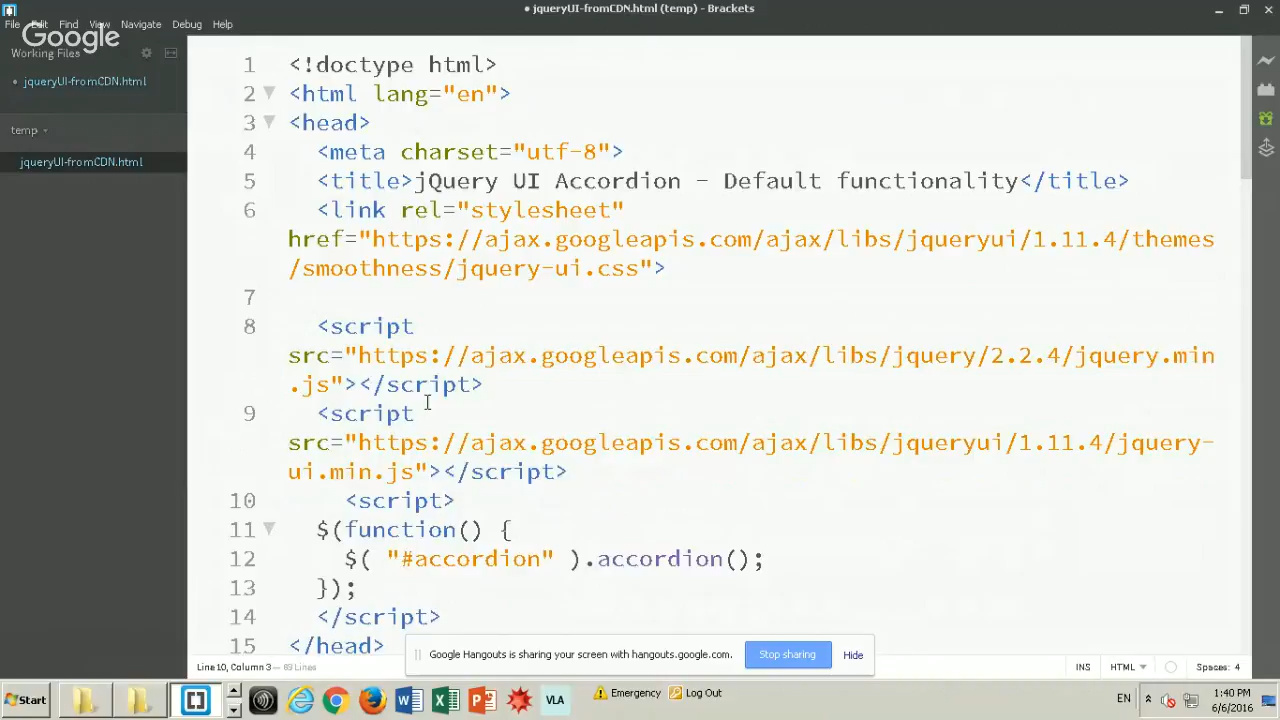 • jqueryUI-fromCDN.html (temp) - Brackets
File Edit Find View Navigate Debug Help
Google
Working Files
• jqueryUI-fromCDN.html
temp
jqueryUI-fromCDN.html
1 <!doctype html>
2 <html lang="en">
3 <head>
4 <meta charset="utf-8">
5 <title>jQuery UI Accordion - Default functionality</title>
6 <link rel="stylesheet"
href="https://ajax.googleapis.com/ajax/libs/jqueryui/1.11.4/themes
/smoothness/jquery-ui.css">
7
8 <script
src="https://ajax.googleapis.com/ajax/libs/jquery/2.2.4/jquery.min
.js"></script>
9 <script
src="https://ajax.googleapis.com/ajax/libs/jqueryui/1.11.4/jquery-
ui.min.js"></script>
10 <script>
11 $(function() {
12 $( "#accordion" ).accordion();
13 });
14 </script>
15 </head>
Google Hangouts is sharing your screen with hangouts.google.com. Stop sharing Hide
Line 10, Column 3 — 83 Lines INS HTML Spaces: 4
Start VLA Emergency Log Out EN 1:40 PM
6/6/2016